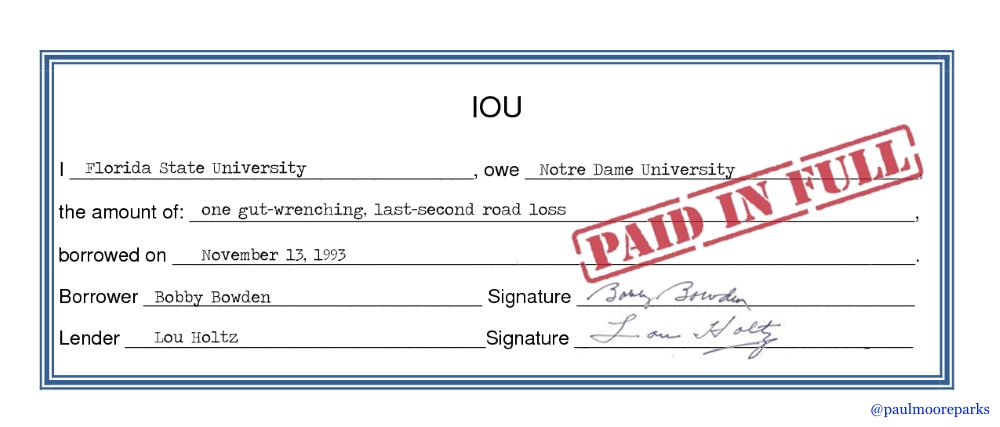 IOU
I Florida State University, owe Notre Dame University,
the amount of: one gut-wrenching, last-second road loss,
borrowed on November 13, 1993.
PAID IN FULL
Borrower Bobby Bowden Signature Bobby Bowden
Lender Lou Holtz Signature Lou Holtz
@paulmooreparks